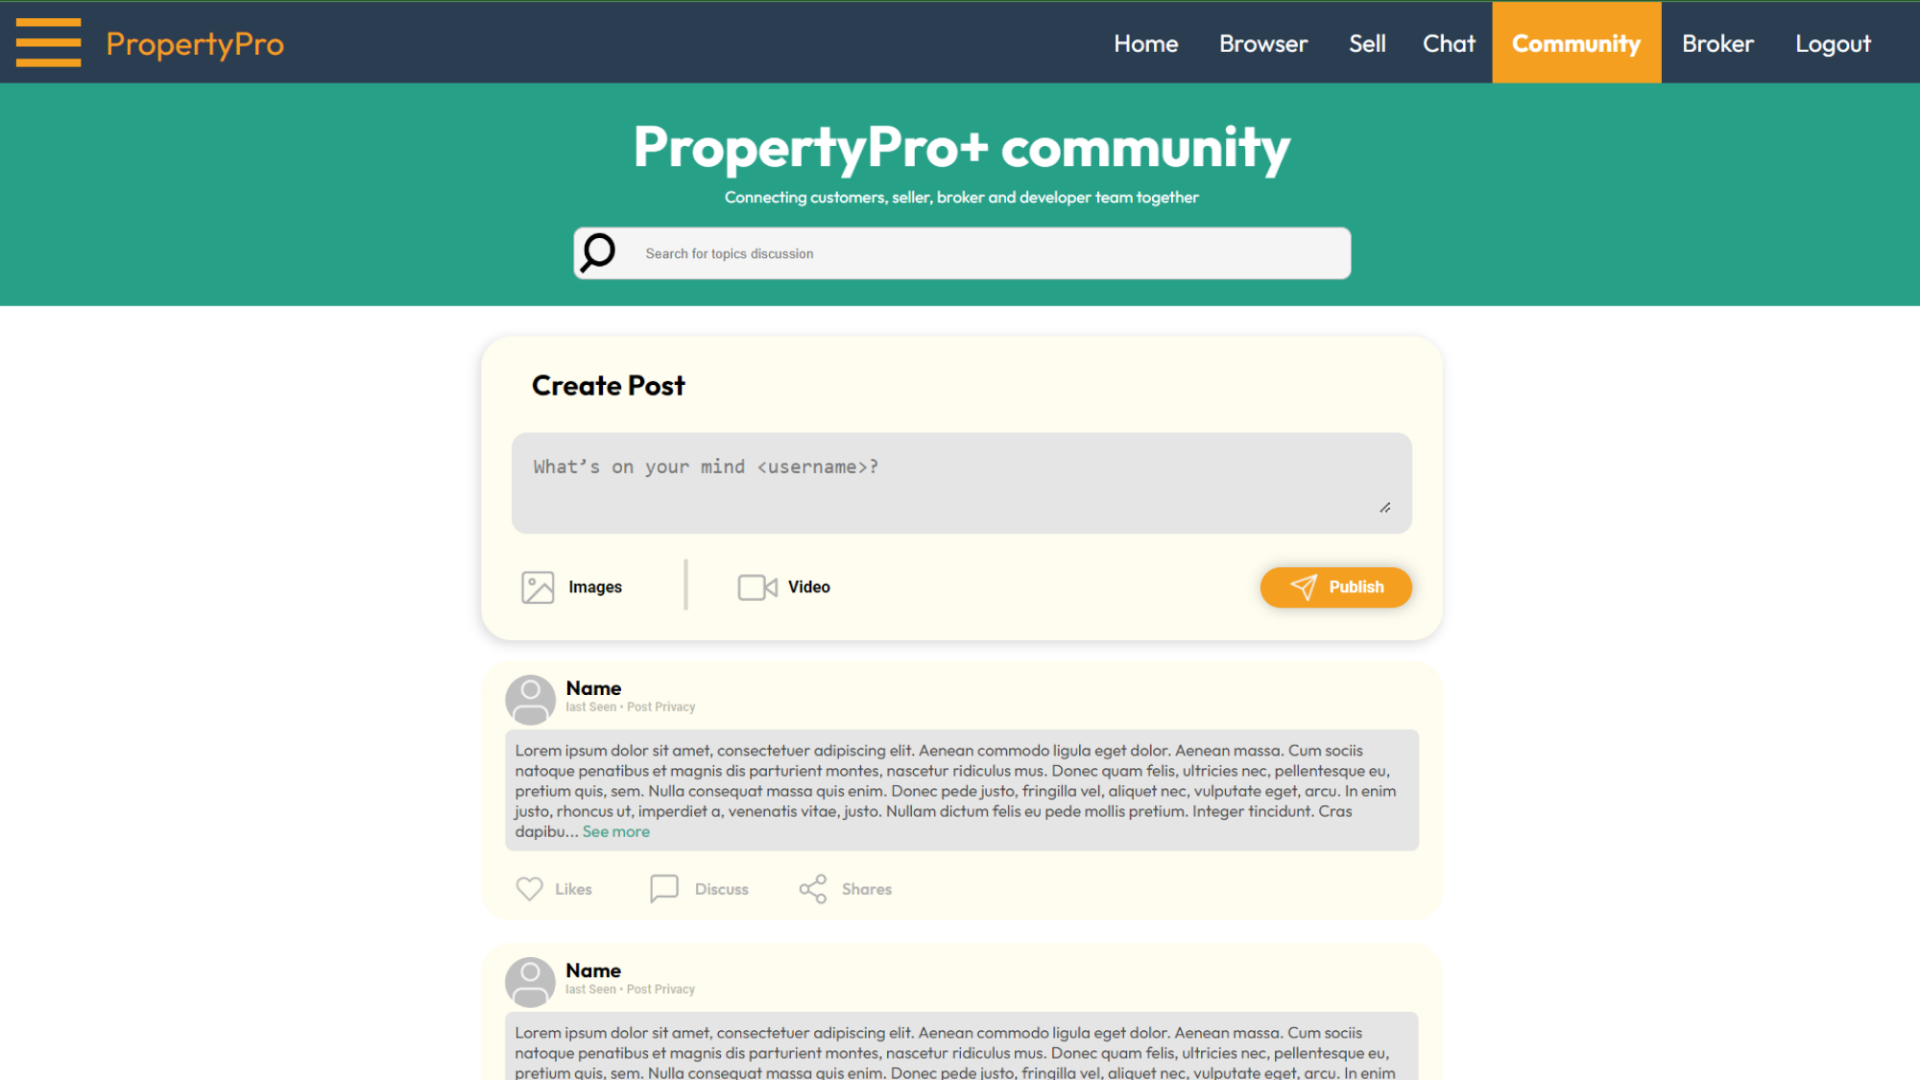 PropertyPro
Home Browser Sell Chat Community Broker Logout
PropertyPro+ community
Connecting customers, seller, broker and developer team together
Search for topics discussion
Create Post
What’s on your mind <username>?
Images Video Publish
Name
last Seen • Post Privacy
Lorem ipsum dolor sit amet, consectetuer adipiscing elit. Aenean commodo ligula eget dolor. Aenean massa. Cum sociis
natoque penatibus et magnis dis parturient montes, nascetur ridiculus mus. Donec quam felis, ultricies nec, pellentesque eu,
pretium quis, sem. Nulla consequat massa quis enim. Donec pede justo, fringilla vel, aliquet nec, vulputate eget, arcu. In enim
justo, rhoncus ut, imperdiet a, venenatis vitae, justo. Nullam dictum felis eu pede mollis pretium. Integer tincidunt. Cras
dapibu... See more
Likes Discuss Shares
Name
last Seen • Post Privacy
Lorem ipsum dolor sit amet, consectetuer adipiscing elit. Aenean commodo ligula eget dolor. Aenean massa. Cum sociis
natoque penatibus et magnis dis parturient montes, nascetur ridiculus mus. Donec quam felis, ultricies nec, pellentesque eu,
pretium quis, sem. Nulla consequat massa quis enim. Donec pede justo, fringilla vel, aliquet nec, vulputate eget, arcu. In enim